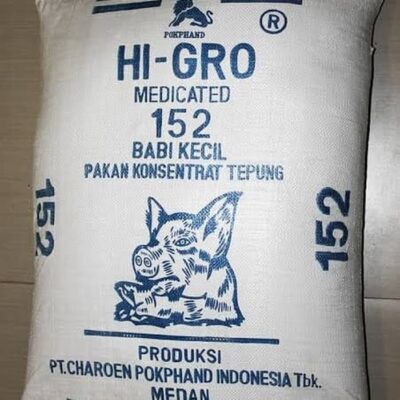 POKPHAND
®
HI-GRO
MEDICATED
152
BABI KECIL
PAKAN KONSENTRAT TEPUNG
152
152
PRODUKSI
PT.CHAROEN POKPHAND INDONESIA Tbk.
MEDAN